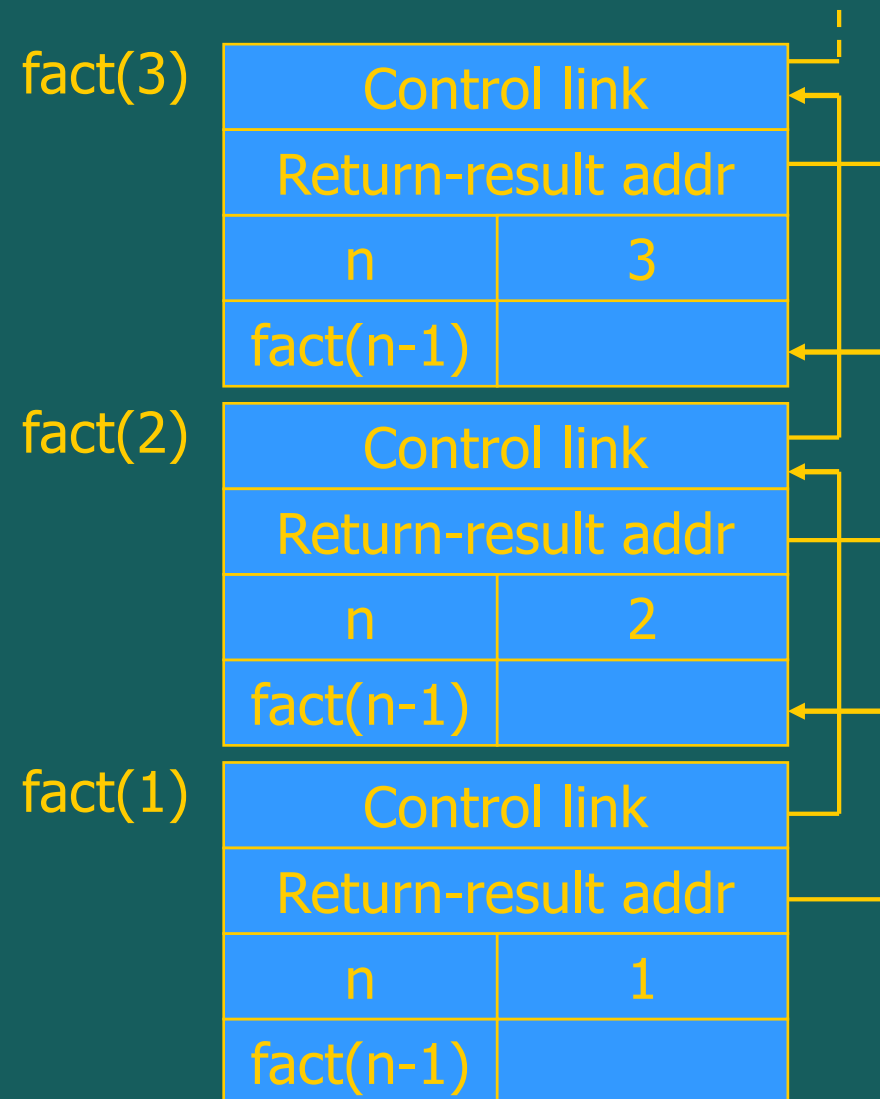 fact(3)
Control link
Return-result addr
n 3
fact(n-1)
fact(2)
Control link
Return-result addr
n 2
fact(n-1)
fact(1)
Control link
Return-result addr
n 1
fact(n-1)